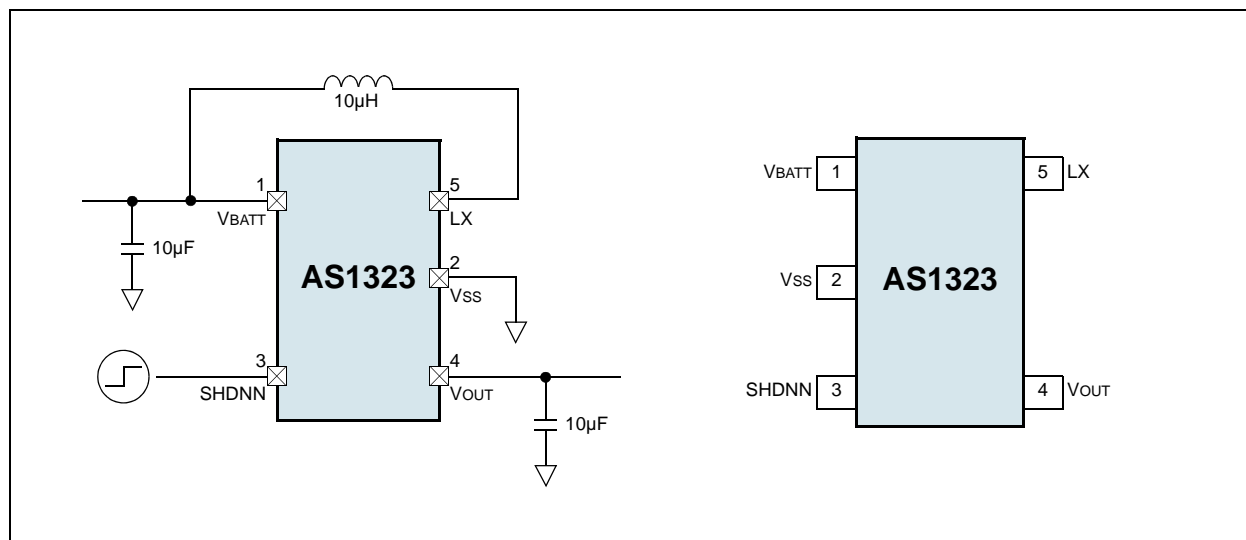 10µH
1
5
VBATT
LX
10µF
AS1323
2
VSS
3
4
SHDNN
VOUT
10µF
VBATT
1
5
LX
VSS
2
AS1323
SHDNN
3
4
VOUT